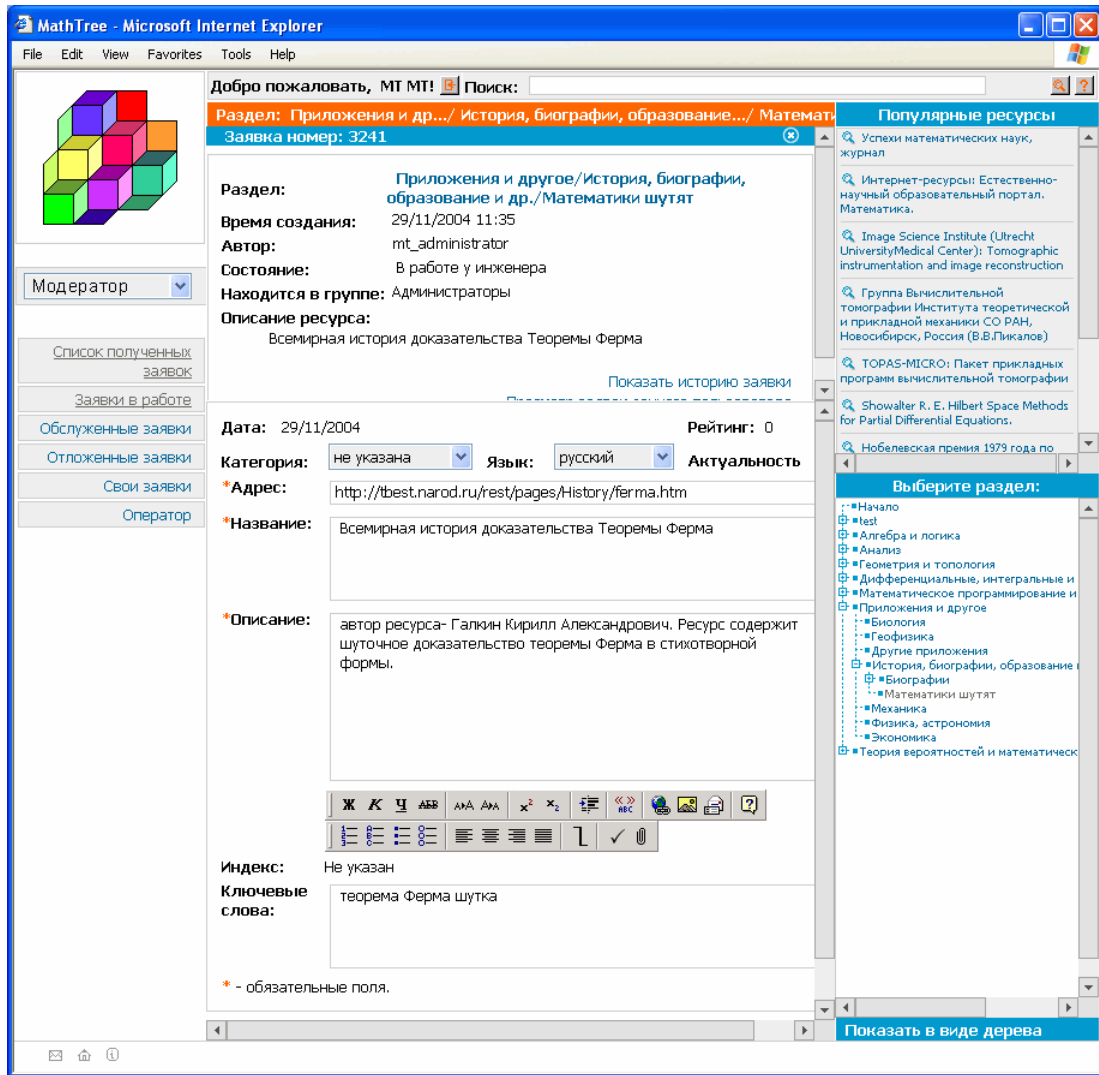 MathTree - Microsoft Internet Explorer
File Edit View Favorites Tools Help
Добро пожаловать, МТ МТ! Поиск:
Раздел: Приложения и др.../ История, биографии, образование.../ Математ
Заявка номер: 3241
Раздел: Приложения и другое/История, биографии,
образование и др./Математики шутят
Время создания: 29/11/2004 11:35
Автор: mt_administrator
Состояние: В работе у инженера
Находится в группе: Администраторы
Описание ресурса:
Всемирная история доказательства Теоремы Ферма
Показать историю заявки
Модератор
Список полученных
заявок
Заявки в работе
Обслуженные заявки
Отложенные заявки
Свои заявки
Оператор
Дата: 29/11/2004 Рейтинг: 0
Категория: не указана Язык: русский Актуальность
*Адрес: http://tbest.narod.ru/rest/pages/History/ferma.htm
*Название: Всемирная история доказательства Теоремы Ферма
*Описание: автор ресурса- Галкин Кирилл Александрович. Ресурс содержит
шуточное доказательство теоремы Ферма в стихотворной
формы.
Ж К Ч АБВ x² x₂ ABC
Индекс: Не указан
Ключевые
слова: теорема Ферма шутка
* - обязательные поля.
Популярные ресурсы
Успехи математических наук,
журнал
Интернет-ресурсы: Естественно-
научный образовательный портал.
Математика.
Image Science Institute (Utrecht
UniversityMedical Center): Tomographic
instrumentation and image reconstruction
Группа Вычислительной
томографии Института теоретической
и прикладной механики СО РАН,
Новосибирск, Россия (В.В.Пикалов)
TOPAS-MICRO: Пакет прикладных
программ вычислительной томографии
Showalter R. E. Hilbert Space Methods
for Partial Differential Equations.
Нобелевская премия 1979 года по
Выберите раздел:
Начало
test
Алгебра и логика
Анализ
Геометрия и топология
Дифференциальные, интегральные и
Математическое программирование и
Приложения и другое
Биология
Геофизика
Другие приложения
История, биографии, образование
Биографии
Математики шутят
Механика
Физика, астрономия
Экономика
Теория вероятностей и математическ
Показать в виде дерева